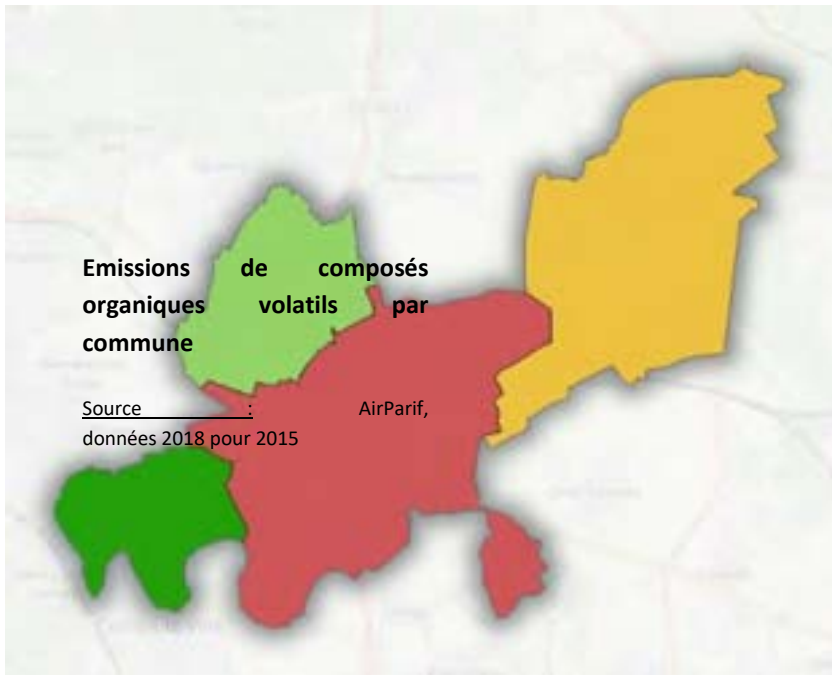 Emissions de composés
organiques volatils par
commune
Source : AirParif,
données 2018 pour 2015